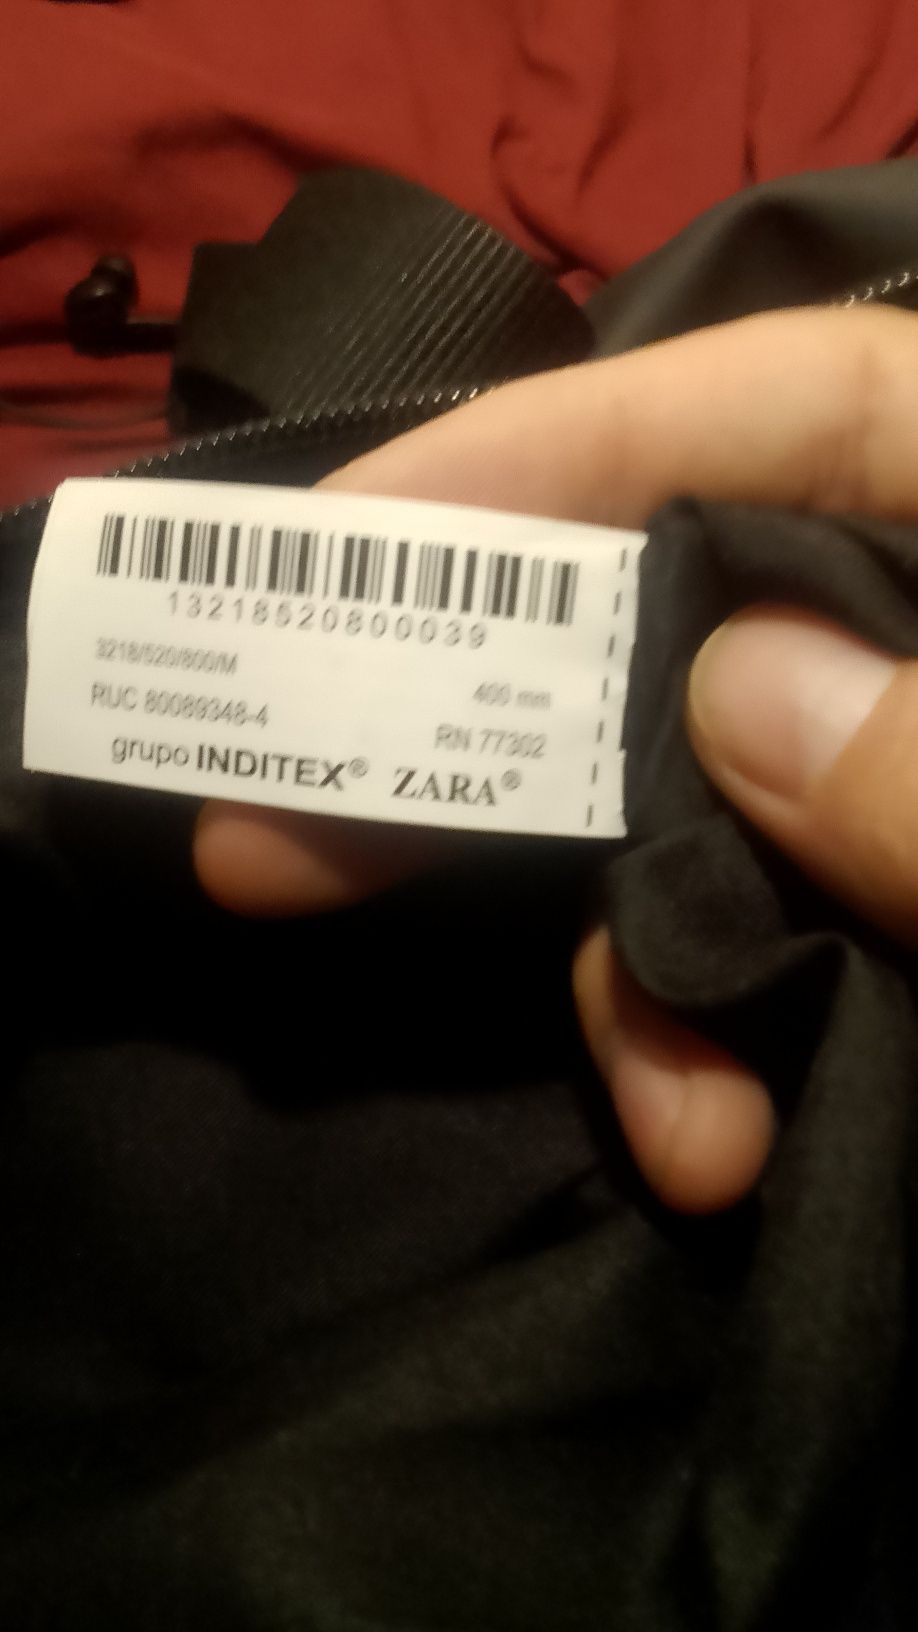 13218520800039
3218/520/800/M
400 mm
RUC 80089348-4
RN 77302
grupo INDITEX® ZARA®